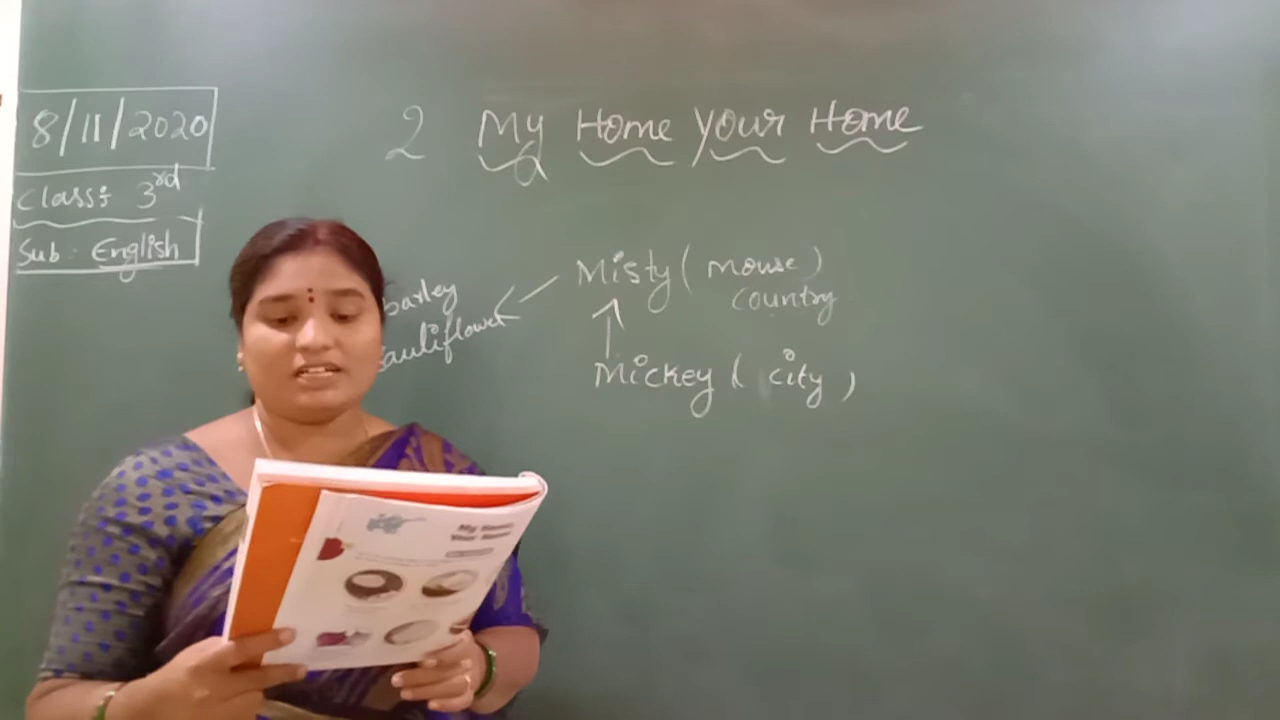 8/11/2020
Class: 3rd
Sub: English
2 My Home Your Home
Misty (mouse)
country
barley
cauliflower
Mickey (city)
My Home,
Your Home